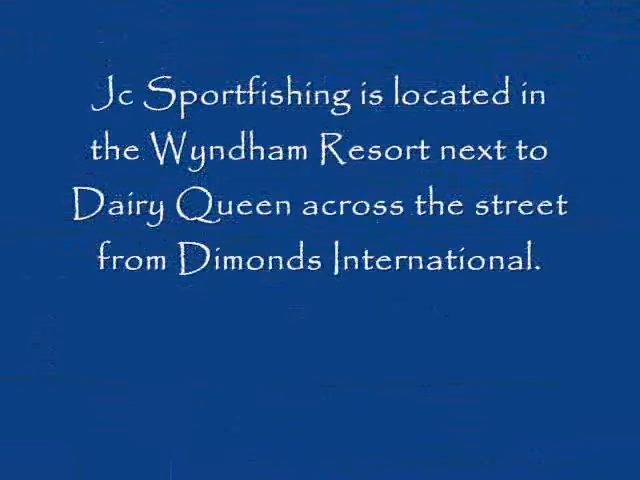 Jc Sportfishing is located in
the Wyndham Resort next to
Dairy Queen across the street
from Dimonds International.